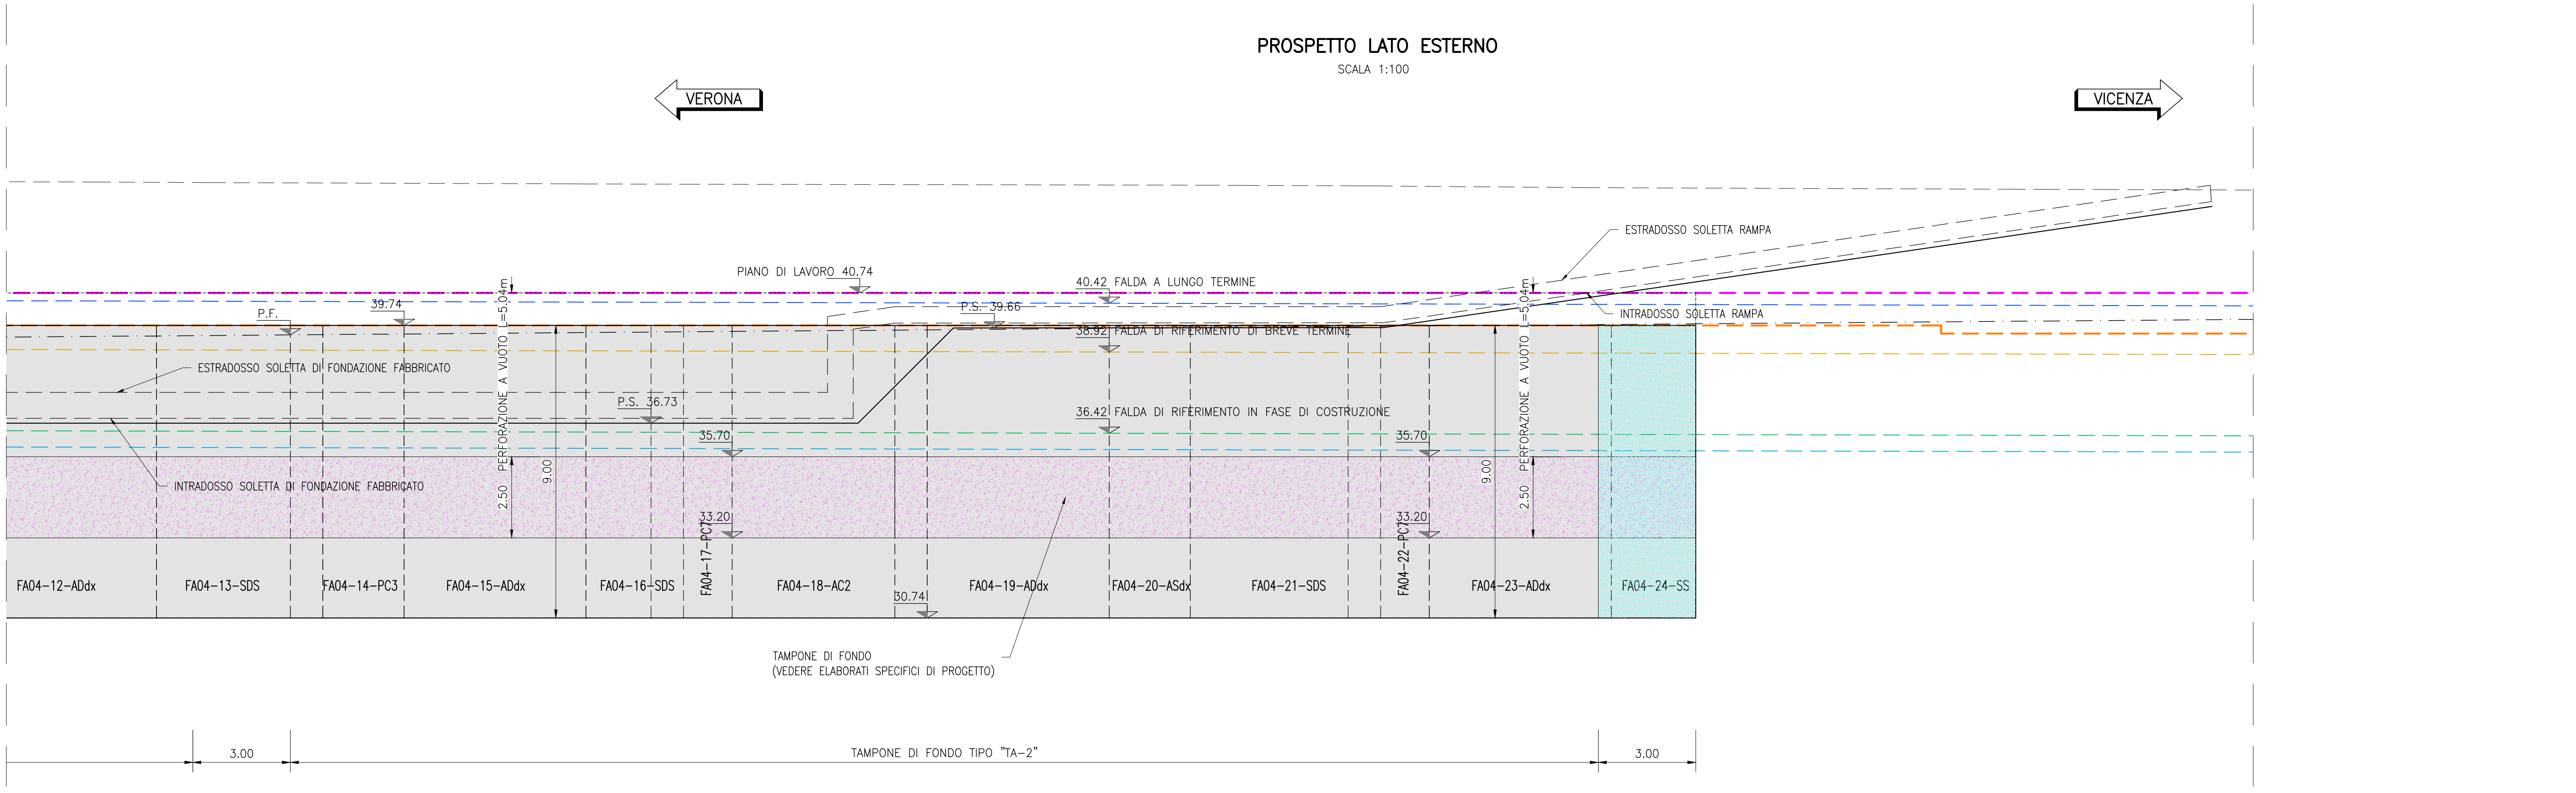 PROSPETTO LATO ESTERNO
SCALA 1:100
VERONA
VICENZA
ESTRADOSSO SOLETTA RAMPA
PIANO DI LAVORO 40.74
40.42 FALDA A LUNGO TERMINE
39.74
P.F.
P.S. 39.66
INTRADOSSO SOLETTA RAMPA
38.92 FALDA DI RIFERIMENTO DI BREVE TERMINE
ESTRADOSSO SOLETTA DI FONDAZIONE FABBRICATO
P.S. 36.73
36.42 FALDA DI RIFERIMENTO IN FASE DI COSTRUZIONE
2.50 PERFORAZIONE A VUOTO L=5.04m
9.00
35.70
35.70
9.00
2.50 PERFORAZIONE A VUOTO L=5.04m
INTRADOSSO SOLETTA DI FONDAZIONE FABBRICATO
33.20
33.20
FA04-12-ADdx
FA04-13-SDS
FA04-14-PC3
FA04-15-ADdx
FA04-16-SDS
FA04-17-PC7
FA04-18-AC2
FA04-19-ADdx
FA04-20-ASdx
FA04-21-SDS
FA04-22-PC7
FA04-23-ADdx
FA04-24-SS
30.74
TAMPONE DI FONDO
(VEDERE ELABORATI SPECIFICI DI PROGETTO)
3.00
TAMPONE DI FONDO TIPO "TA-2"
3.00